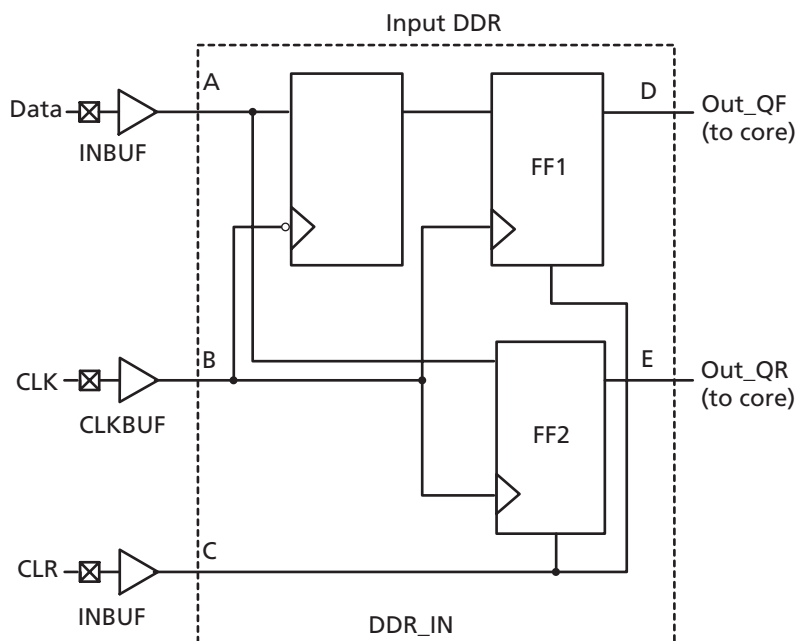 Input DDR
A
D
Data
INBUF
Out_QF
(to core)
FF1
B
E
CLK
CLKBUF
Out_QR
(to core)
FF2
C
CLR
INBUF
DDR_IN